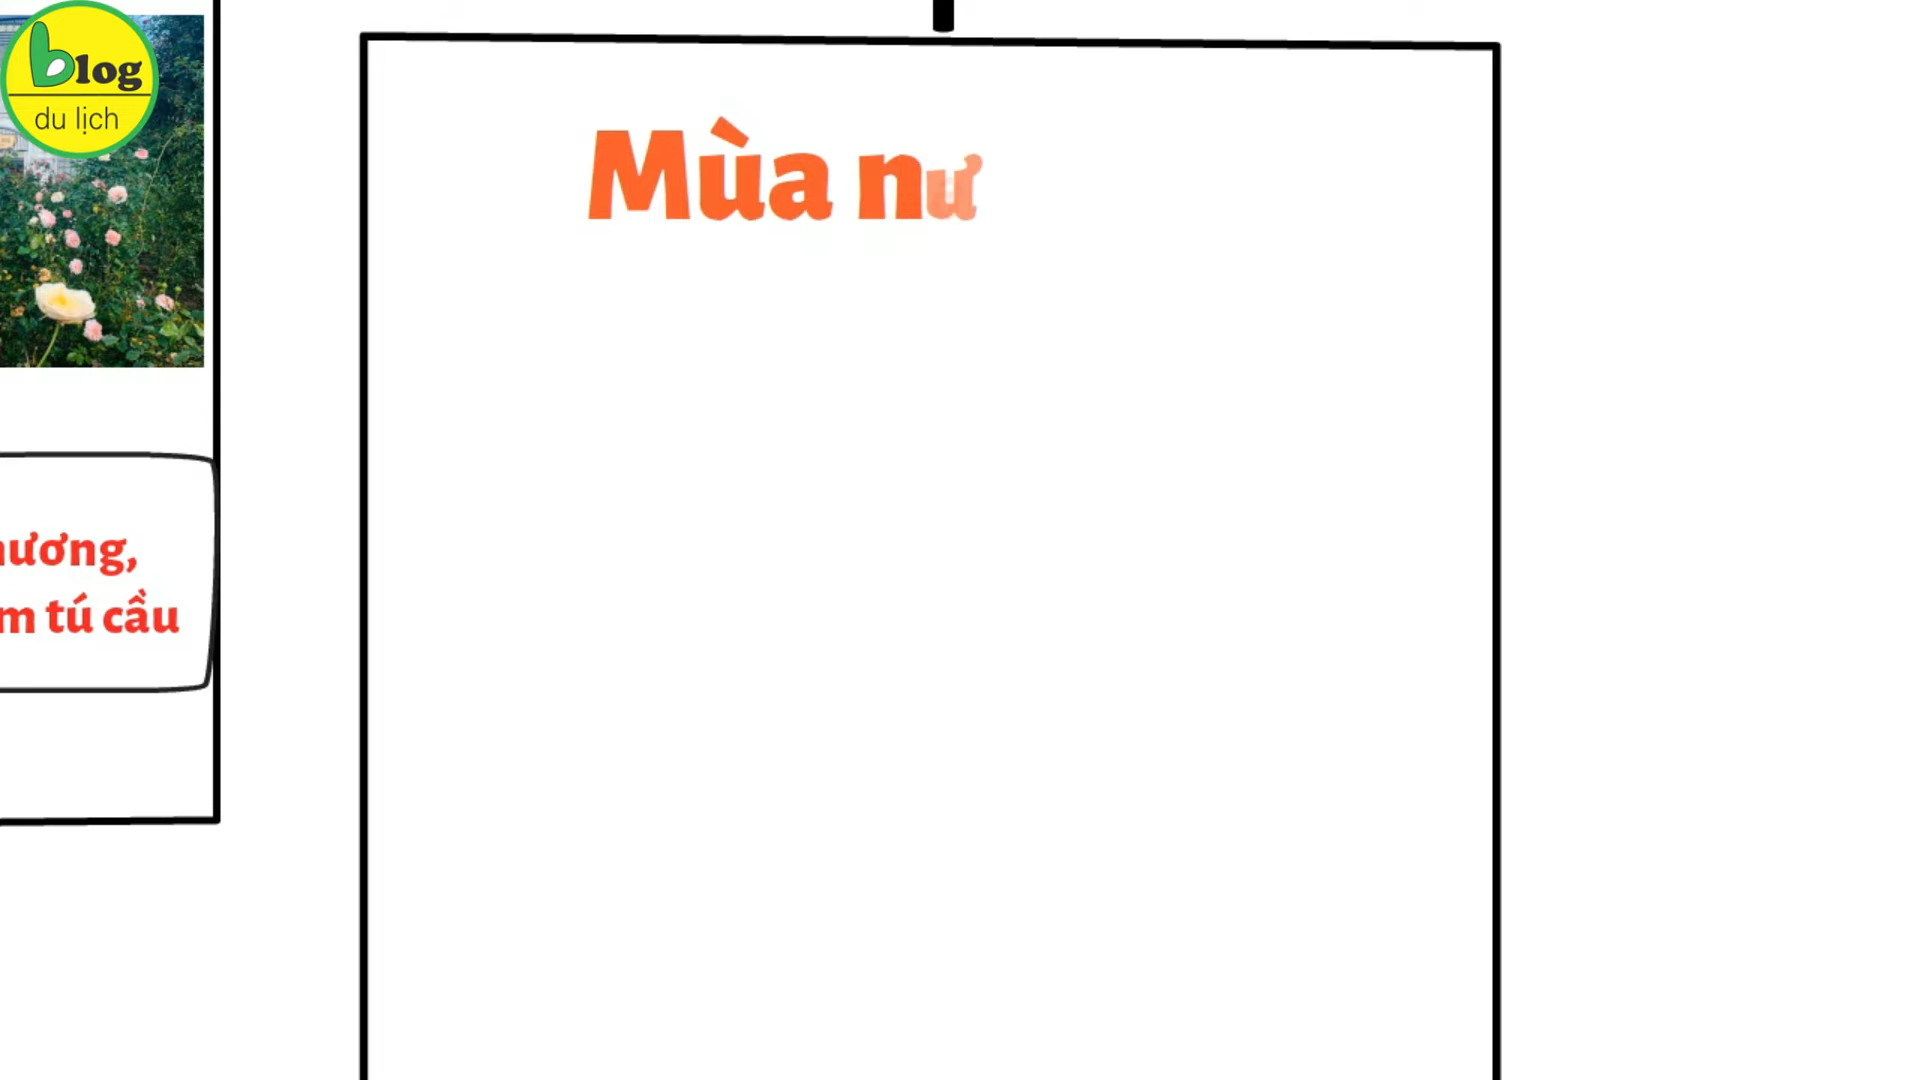 blog
du lịch
Mùa nư
ương,
m tú cầu